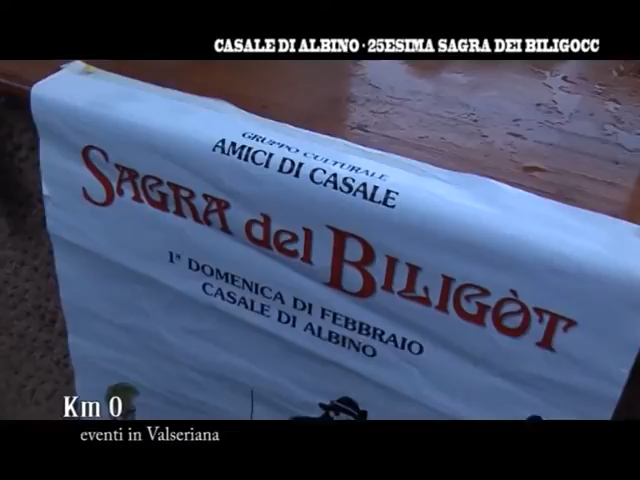 CASALE DI ALBINO · 25ESIMA SAGRA DEI BILIGOCC
GRUPPO CULTURALE
AMICI DI CASALE
SAGRA del BILIGÒT
1ª DOMENICA DI FEBBRAIO
CASALE DI ALBINO
Km 0
eventi in Valseriana